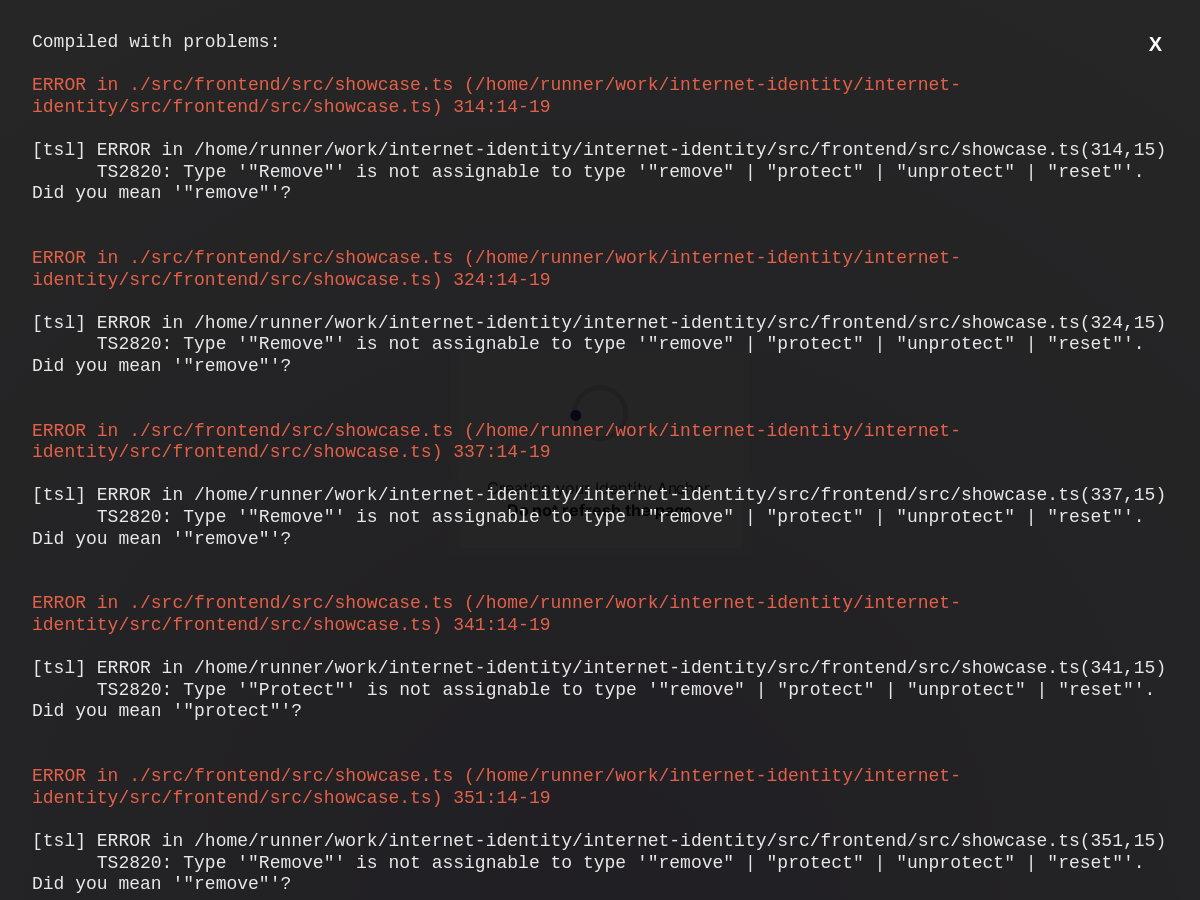 Compiled with problems:
X
ERROR in ./src/frontend/src/showcase.ts (/home/runner/work/internet-identity/internet-
identity/src/frontend/src/showcase.ts) 314:14-19
[tsl] ERROR in /home/runner/work/internet-identity/internet-identity/src/frontend/src/showcase.ts(314,15)
TS2820: Type '"Remove"' is not assignable to type '"remove" | "protect" | "unprotect" | "reset"'.
Did you mean '"remove"'?
ERROR in ./src/frontend/src/showcase.ts (/home/runner/work/internet-identity/internet-
identity/src/frontend/src/showcase.ts) 324:14-19
[tsl] ERROR in /home/runner/work/internet-identity/internet-identity/src/frontend/src/showcase.ts(324,15)
TS2820: Type '"Remove"' is not assignable to type '"remove" | "protect" | "unprotect" | "reset"'.
Did you mean '"remove"'?
ERROR in ./src/frontend/src/showcase.ts (/home/runner/work/internet-identity/internet-
identity/src/frontend/src/showcase.ts) 337:14-19
Creating your Identity Anchor
[tsl] ERROR in /home/runner/work/internet-identity/internet-identity/src/frontend/src/showcase.ts(337,15)
Do not refresh the page
TS2820: Type '"Remove"' is not assignable to type '"remove" | "protect" | "unprotect" | "reset"'.
Did you mean '"remove"'?
ERROR in ./src/frontend/src/showcase.ts (/home/runner/work/internet-identity/internet-
identity/src/frontend/src/showcase.ts) 341:14-19
[tsl] ERROR in /home/runner/work/internet-identity/internet-identity/src/frontend/src/showcase.ts(341,15)
TS2820: Type '"Protect"' is not assignable to type '"remove" | "protect" | "unprotect" | "reset"'.
Did you mean '"protect"'?
ERROR in ./src/frontend/src/showcase.ts (/home/runner/work/internet-identity/internet-
identity/src/frontend/src/showcase.ts) 351:14-19
[tsl] ERROR in /home/runner/work/internet-identity/internet-identity/src/frontend/src/showcase.ts(351,15)
TS2820: Type '"Remove"' is not assignable to type '"remove" | "protect" | "unprotect" | "reset"'.
Did you mean '"remove"'?